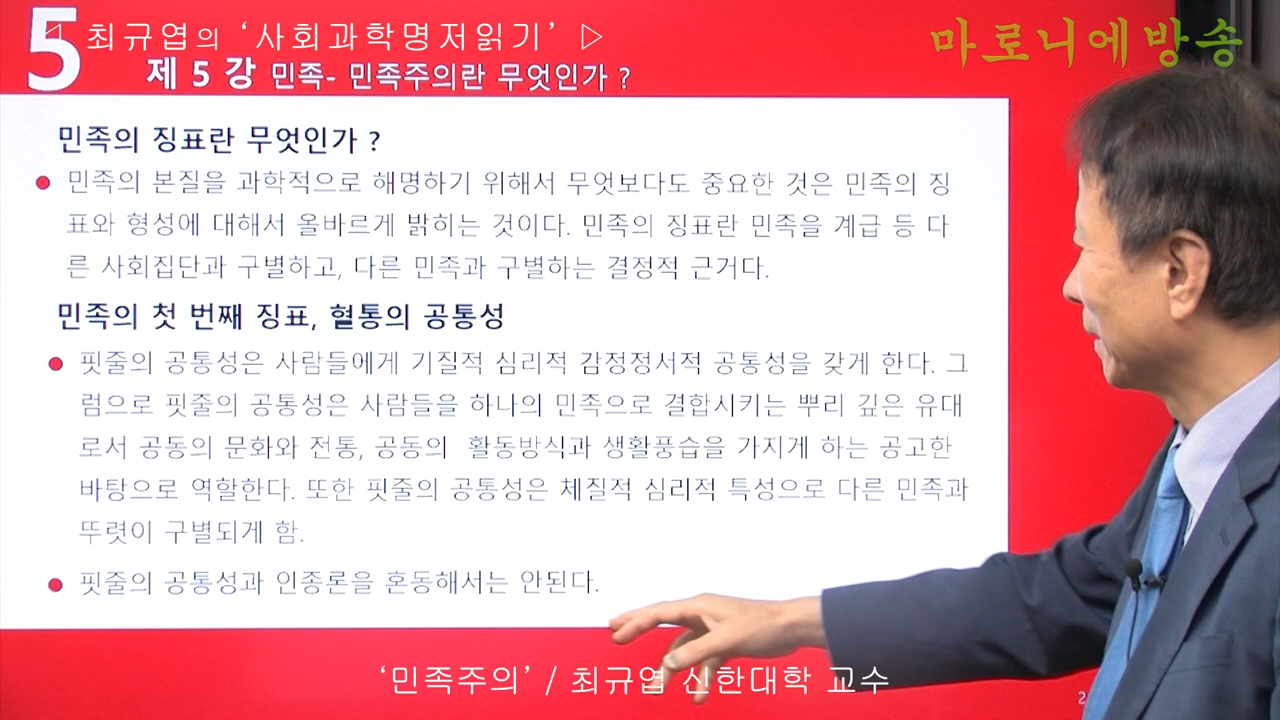 5
◁ 최규엽의 ‘사회과학명저읽기’ ▷
제 5 강 민족- 민족주의란 무엇인가 ?
마로니에방송
민족의 징표란 무엇인가 ?
민족의 본질을 과학적으로 해명하기 위해서 무엇보다도 중요한 것은 민족의 징
표와 형성에 대해서 올바르게 밝히는 것이다. 민족의 징표란 민족을 계급 등 다
른 사회집단과 구별하고, 다른 민족과 구별하는 결정적 근거다.
민족의 첫 번째 징표, 혈통의 공통성
핏줄의 공통성은 사람들에게 기질적 심리적 감정정서적 공통성을 갖게 한다. 그
럼으로 핏줄의 공통성은 사람들을 하나의 민족으로 결합시키는 뿌리 깊은 유대
로서 공동의 문화와 전통, 공동의 활동방식과 생활풍습을 가지게 하는 공고한
바탕으로 역할한다. 또한 핏줄의 공통성은 체질적 심리적 특성으로 다른 민족과
뚜렷이 구별되게 함.
핏줄의 공통성과 인종론을 혼동해서는 안된다.
‘민족주의’ / 최규엽 신한대학 교수